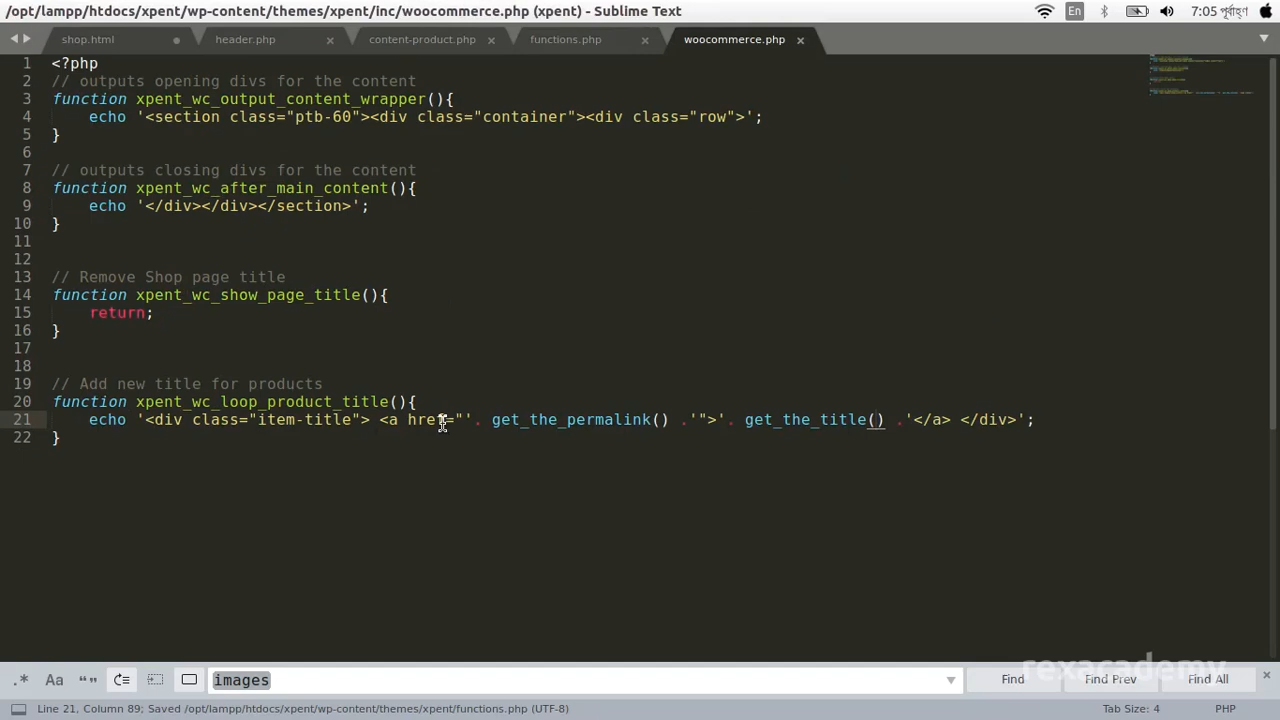 /opt/lampp/htdocs/xpent/wp-content/themes/xpent/inc/woocommerce.php (xpent) - Sublime Text
En
7:05 পূর্বাহ্ণ
shop.html
header.php
content-product.php
functions.php
woocommerce.php
1 <?php
2 // outputs opening divs for the content
3 function xpent_wc_output_content_wrapper(){
4 echo '<section class="ptb-60"><div class="container"><div class="row">';
5 }
6
7 // outputs closing divs for the content
8 function xpent_wc_after_main_content(){
9 echo '</div></div></section>';
10 }
11
12
13 // Remove Shop page title
14 function xpent_wc_show_page_title(){
15 return;
16 }
17
18
19 // Add new title for products
20 function xpent_wc_loop_product_title(){
21 echo '<div class="item-title"> <a href="'. get_the_permalink() .'">'. get_the_title() .'</a> </div>';
22 }
.* Aa “” images Find Find Prev Find All
rexacademy
Line 21, Column 89; Saved /opt/lampp/htdocs/xpent/wp-content/themes/xpent/functions.php (UTF-8)
Tab Size: 4
PHP